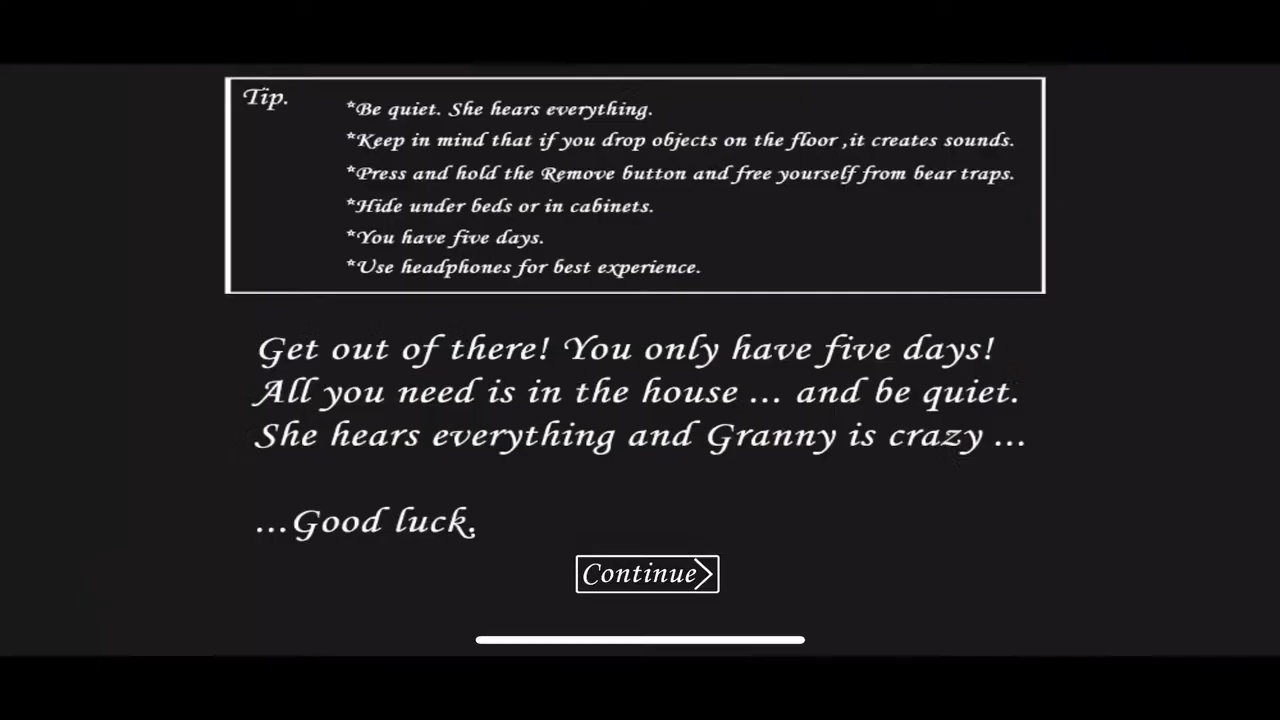 Tip.
*Be quiet. She hears everything.
*Keep in mind that if you drop objects on the floor ,it creates sounds.
*Press and hold the Remove button and free yourself from bear traps.
*Hide under beds or in cabinets.
*You have five days.
*Use headphones for best experience.
Get out of there! You only have five days!
All you need is in the house ... and be quiet.
She hears everything and Granny is crazy ...
...Good luck.
Continue